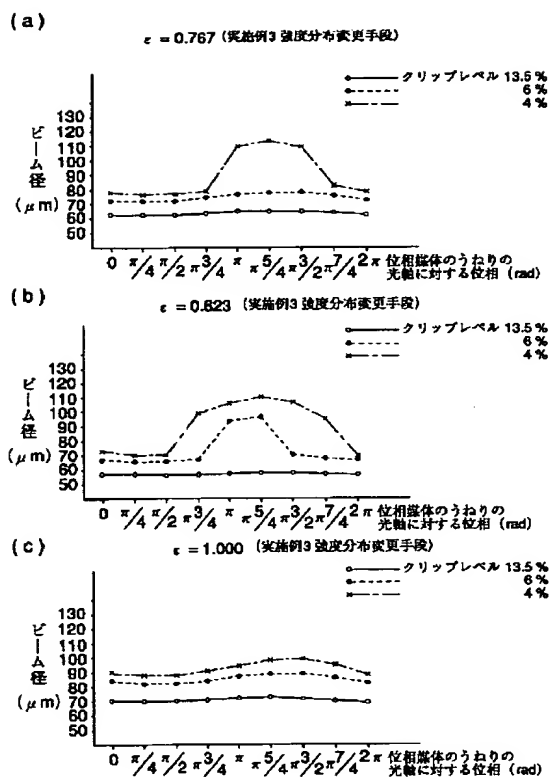 (a)
ε = 0.767 (実施例3 強度分布変更手段)
クリップレベル 13.5 %
6 %
4 %
ビーム径
(μm)
130
120
110
100
90
80
70
60
50
40
0 π/4 π/2 π3/4 π π5/4 π3/2 π7/4 2π
位相媒体のうねりの
光軸に対する位相 (rad)
(b)
ε = 0.623 (実施例3 強度分布変更手段)
クリップレベル 13.5 %
6 %
4 %
ビーム径
(μm)
130
120
110
100
90
80
70
60
50
0 π/4 π/2 π3/4 π π5/4 π3/2 π7/4 2π
位相媒体のうねりの
光軸に対する位相 (rad)
(c)
ε = 1.000 (実施例3 強度分布変更手段)
クリップレベル 13.5 %
6 %
4 %
ビーム径
(μm)
130
120
110
100
90
80
70
60
50
40
0 π/4 π/2 π3/4 π π5/4 π3/2 π7/4 2π
位相媒体のうねりの
光軸に対する位相 (rad)